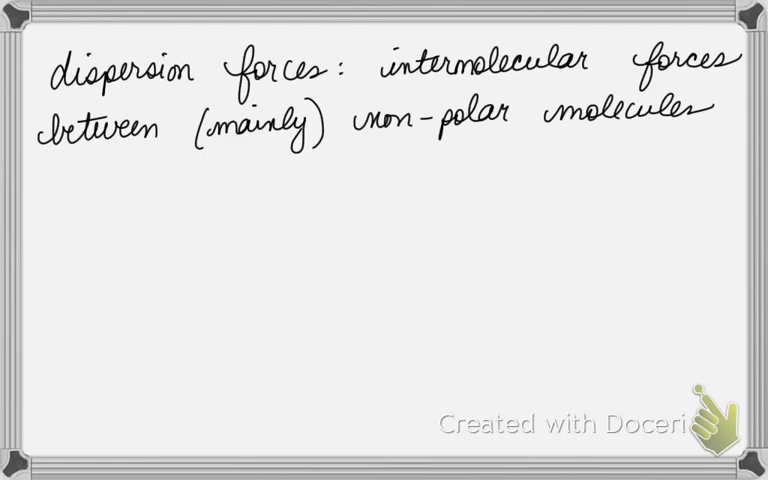 dispersion forces: intermolecular forces
between (mainly) non-polar molecules
Created with Doceri